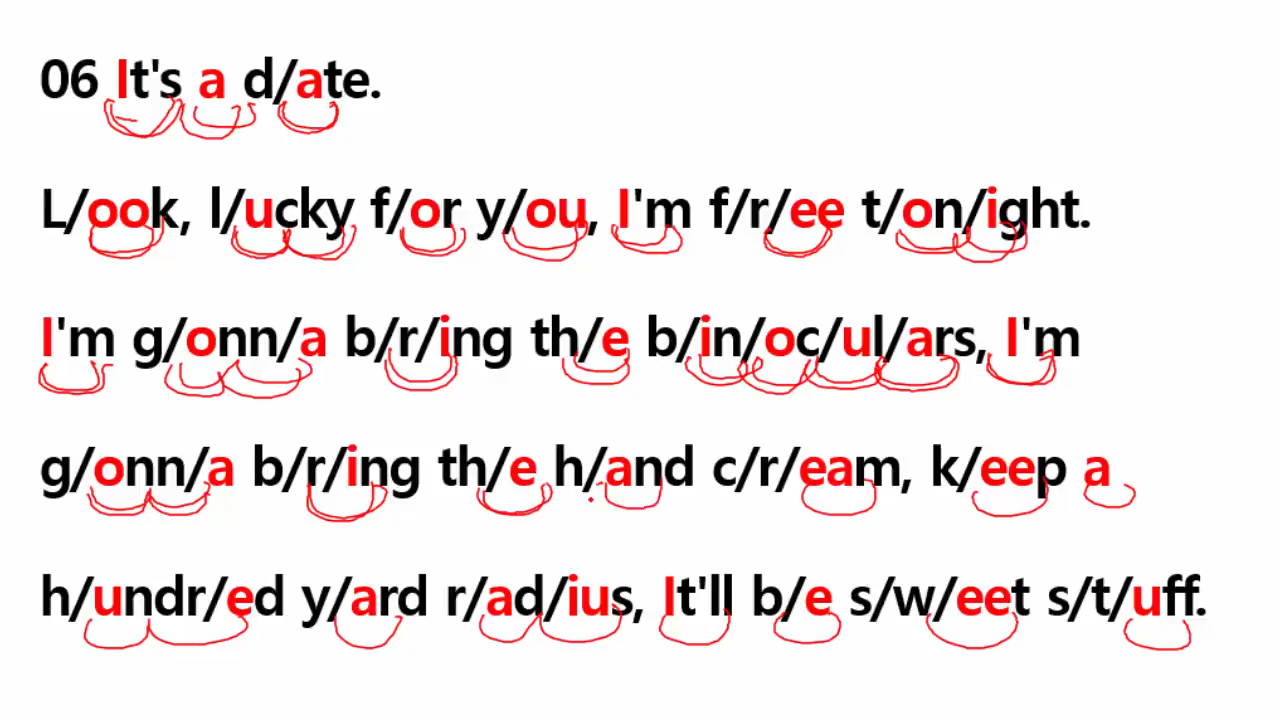 06 It's a d/ate.
L/ook, l/ucky f/or y/ou, I'm f/r/ee t/on/ight.
I'm g/onn/a b/r/ing th/e b/in/oc/ul/ars, I'm
g/onn/a b/r/ing th/e h/and c/r/eam, k/eep a
h/undr/ed y/ard r/ad/ius, It'll b/e s/w/eet s/t/uff.